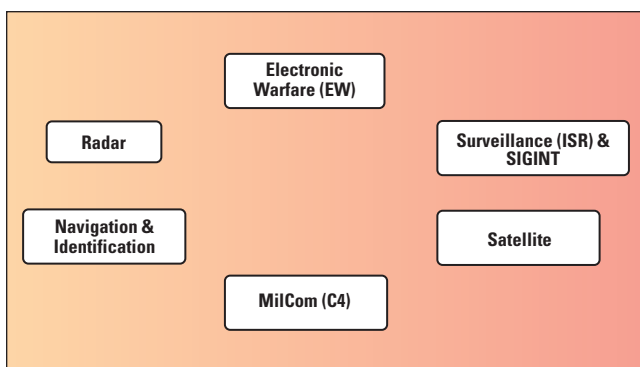 Electronic
Warfare (EW)
Radar
Surveillance (ISR) &
SIGINT
Navigation &
Identification
Satellite
MilCom (C4)